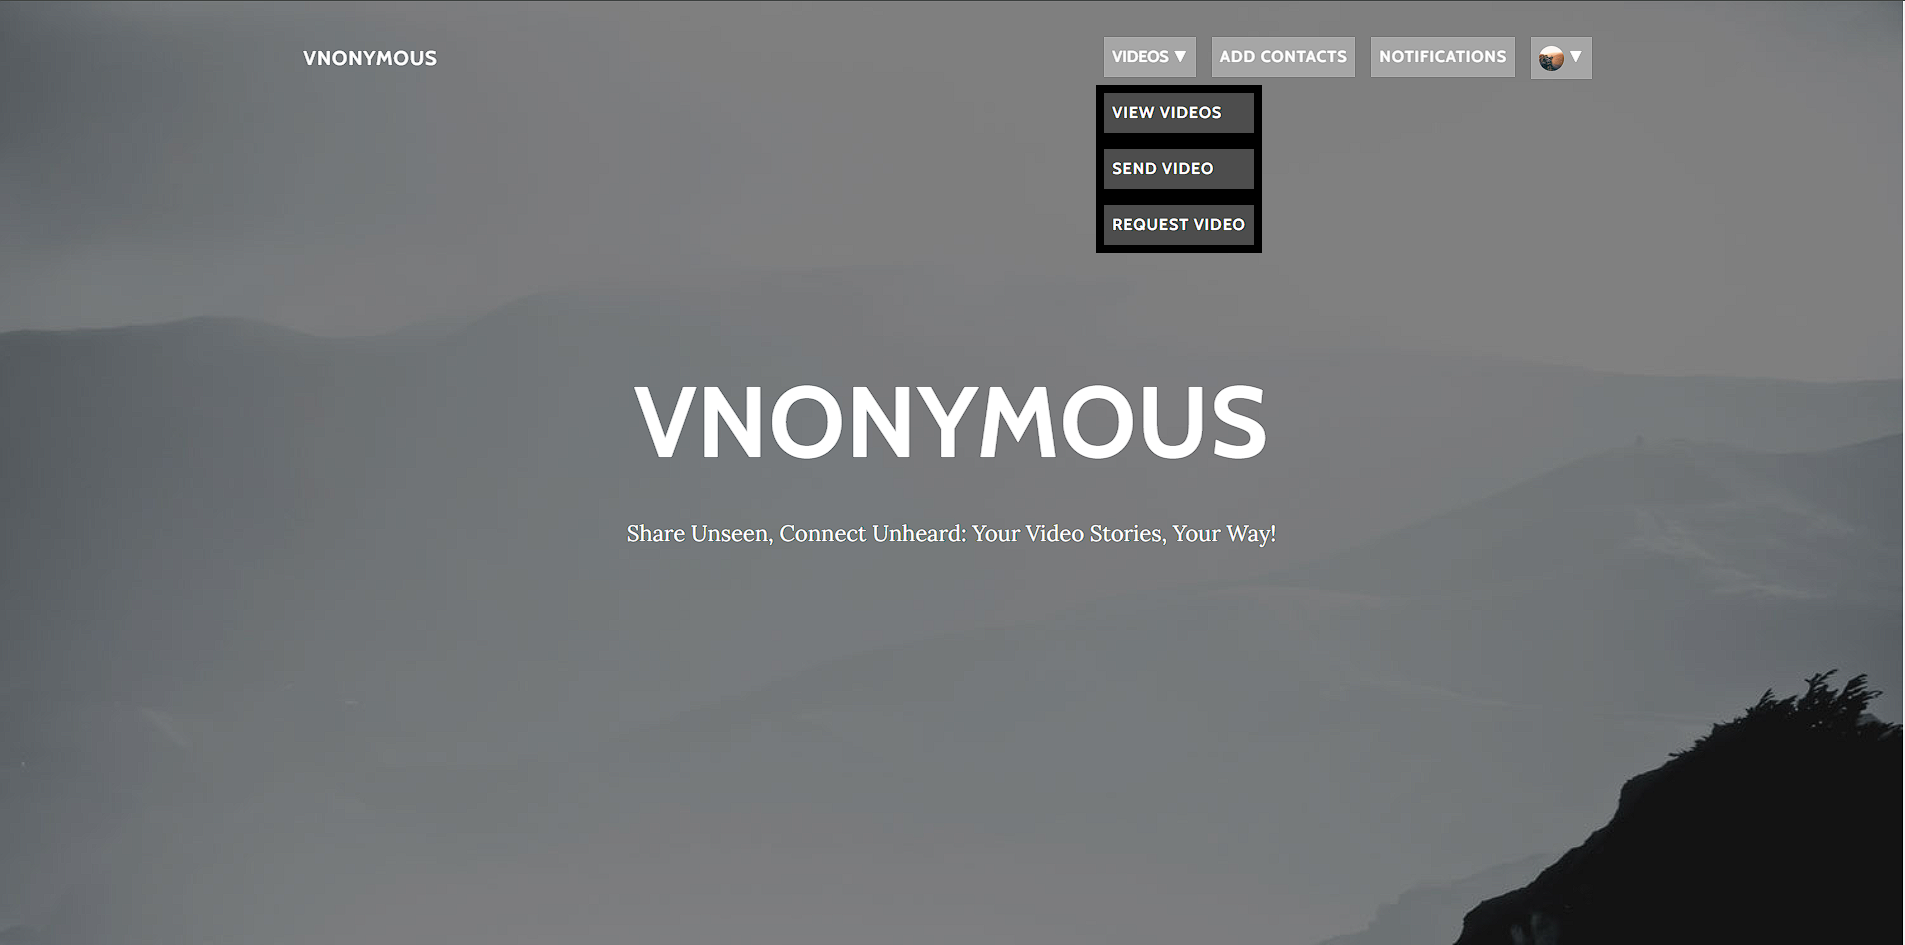 VNONYMOUS
VIDEOS ▼
ADD CONTACTS
NOTIFICATIONS
▼
VIEW VIDEOS
SEND VIDEO
REQUEST VIDEO
VNONYMOUS
Share Unseen, Connect Unheard: Your Video Stories, Your Way!